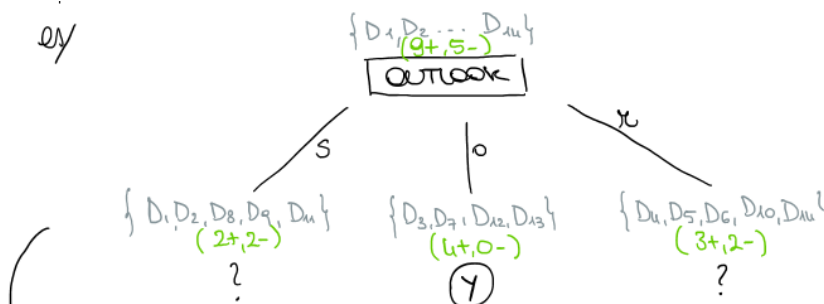 es/
{D1, D2 .... D14}
(9+, 5-)
OUTLOOK
S
O
R
{D1, D2, D8, D9, D11}
{D3, D7, D12, D13}
{D4, D5, D6, D10, D14}
(2+, 2-)
(4+, 0-)
(3+, 2-)
?
Y
?